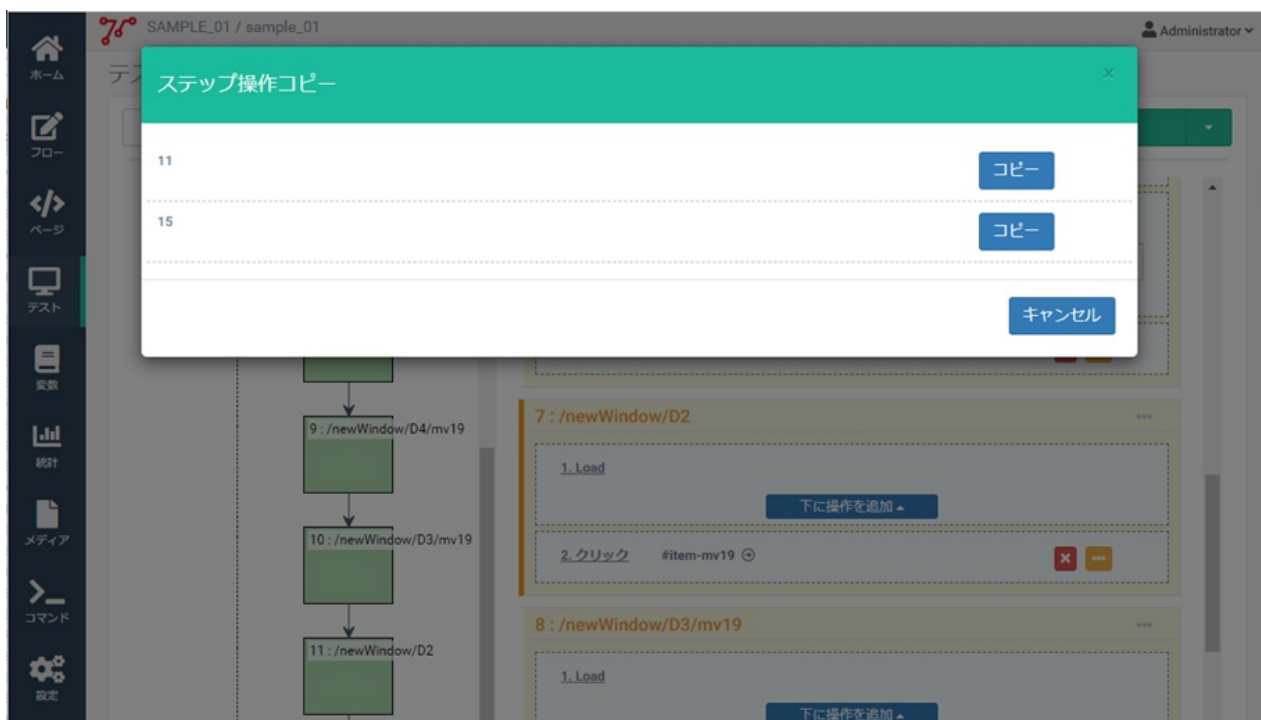 SAMPLE_01 / sample_01
Administrator
ホーム
フロー
ページ
テスト
変数
統計
メディア
コマンド
設定
テ
ステップ操作コピー
×
11
コピー
15
コピー
キャンセル
9 : /newWindow/D4/mv19
10 : /newWindow/D3/mv19
11 : /newWindow/D2
7 : /newWindow/D2
1. Load
下に操作を追加
2. クリック #item-mv19
8 : /newWindow/D3/mv19
1. Load
下に操作を追加